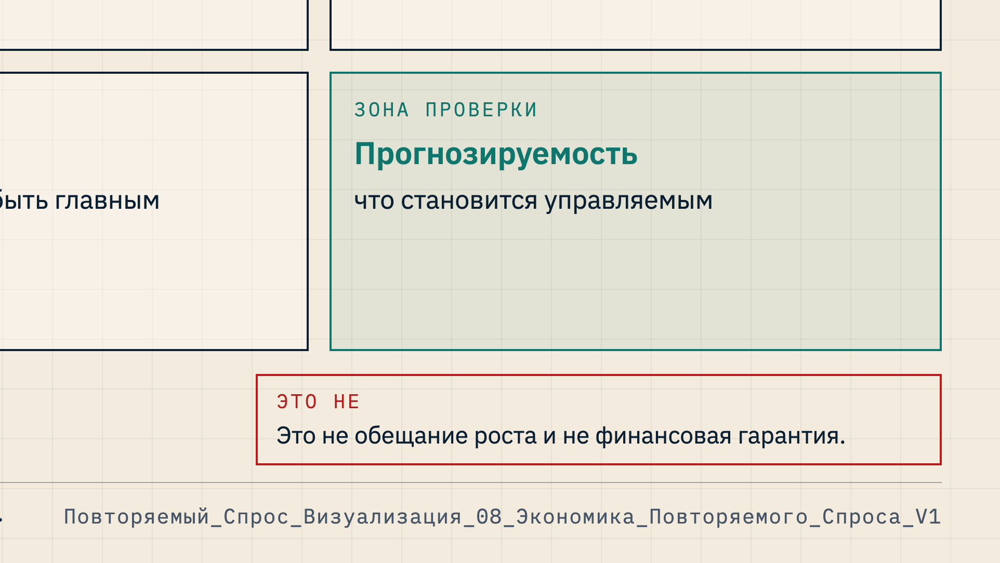 ЗОНА ПРОВЕРКИ
Прогнозируемость
быть главным
что становится управляемым
ЭТО НЕ
Это не обещание роста и не финансовая гарантия.
Повторяемый_Спрос_Визуализация_08_Экономика_Повторяемого_Спроса_V1